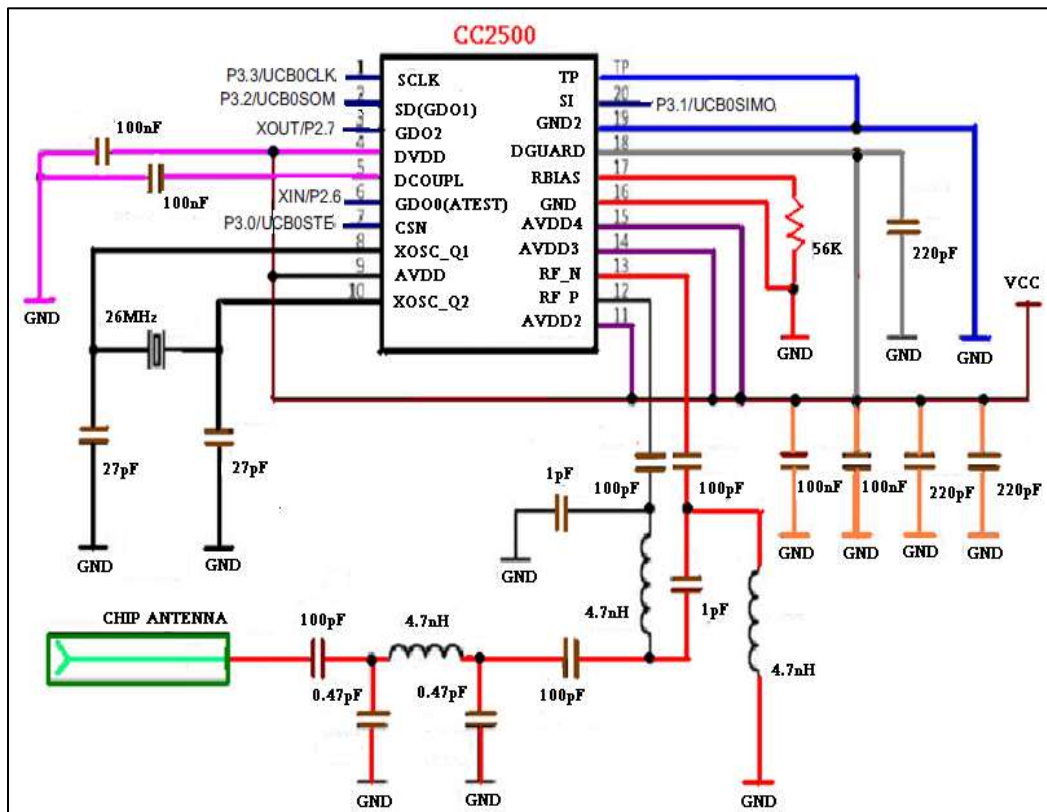 CC2500
P3.3/UCB0CLK
1
SCLK
P3.2/UCB0SOM
2
SD(GDO1)
XOUT/P2.7
3
GDO2
100nF
4
DVDD
5
DCOUPL
100nF
XIN/P2.6
6
GDO0(ATEST)
P3.0/UCB0STE
7
CSN
8
XOSC_Q1
9
AVDD
10
XOSC_Q2
TP
TP
SI
20
P3.1/UCB0SIMO
GND2
19
DGUARD
18
RBIAS
17
GND
16
AVDD4
15
AVDD3
14
RF_N
13
RF_P
12
AVDD2
11
56K
220pF
VCC
GND
26MHz
GND
GND
GND
27pF
27pF
1pF
100pF
100pF
100nF
100nF
220pF
220pF
GND
GND
GND
GND
GND
GND
GND
4.7nH
1pF
4.7nH
CHIP ANTENNA
100pF
4.7nH
0.47pF
0.47pF
100pF
GND
GND
GND